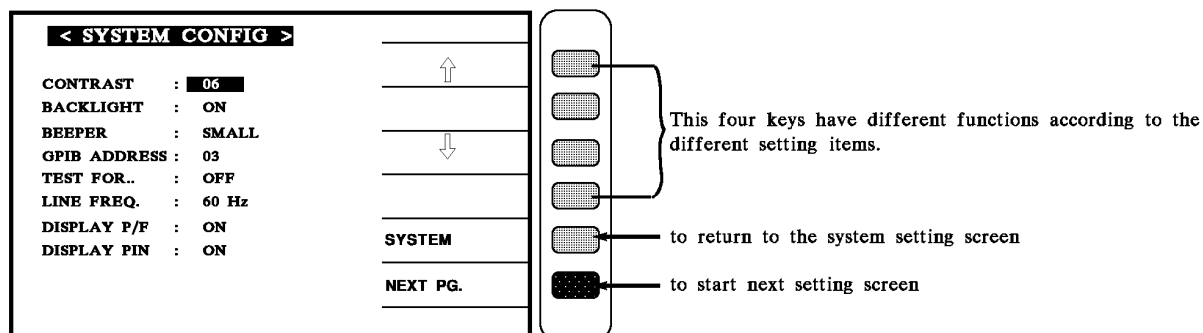 < SYSTEM CONFIG >
CONTRAST : 06
BACKLIGHT : ON
BEEPER : SMALL
GPIB ADDRESS : 03
TEST FOR.. : OFF
LINE FREQ. : 60 Hz
DISPLAY P/F : ON
DISPLAY PIN : ON
SYSTEM
NEXT PG.
This four keys have different functions according to the
different setting items.
to return to the system setting screen
to start next setting screen